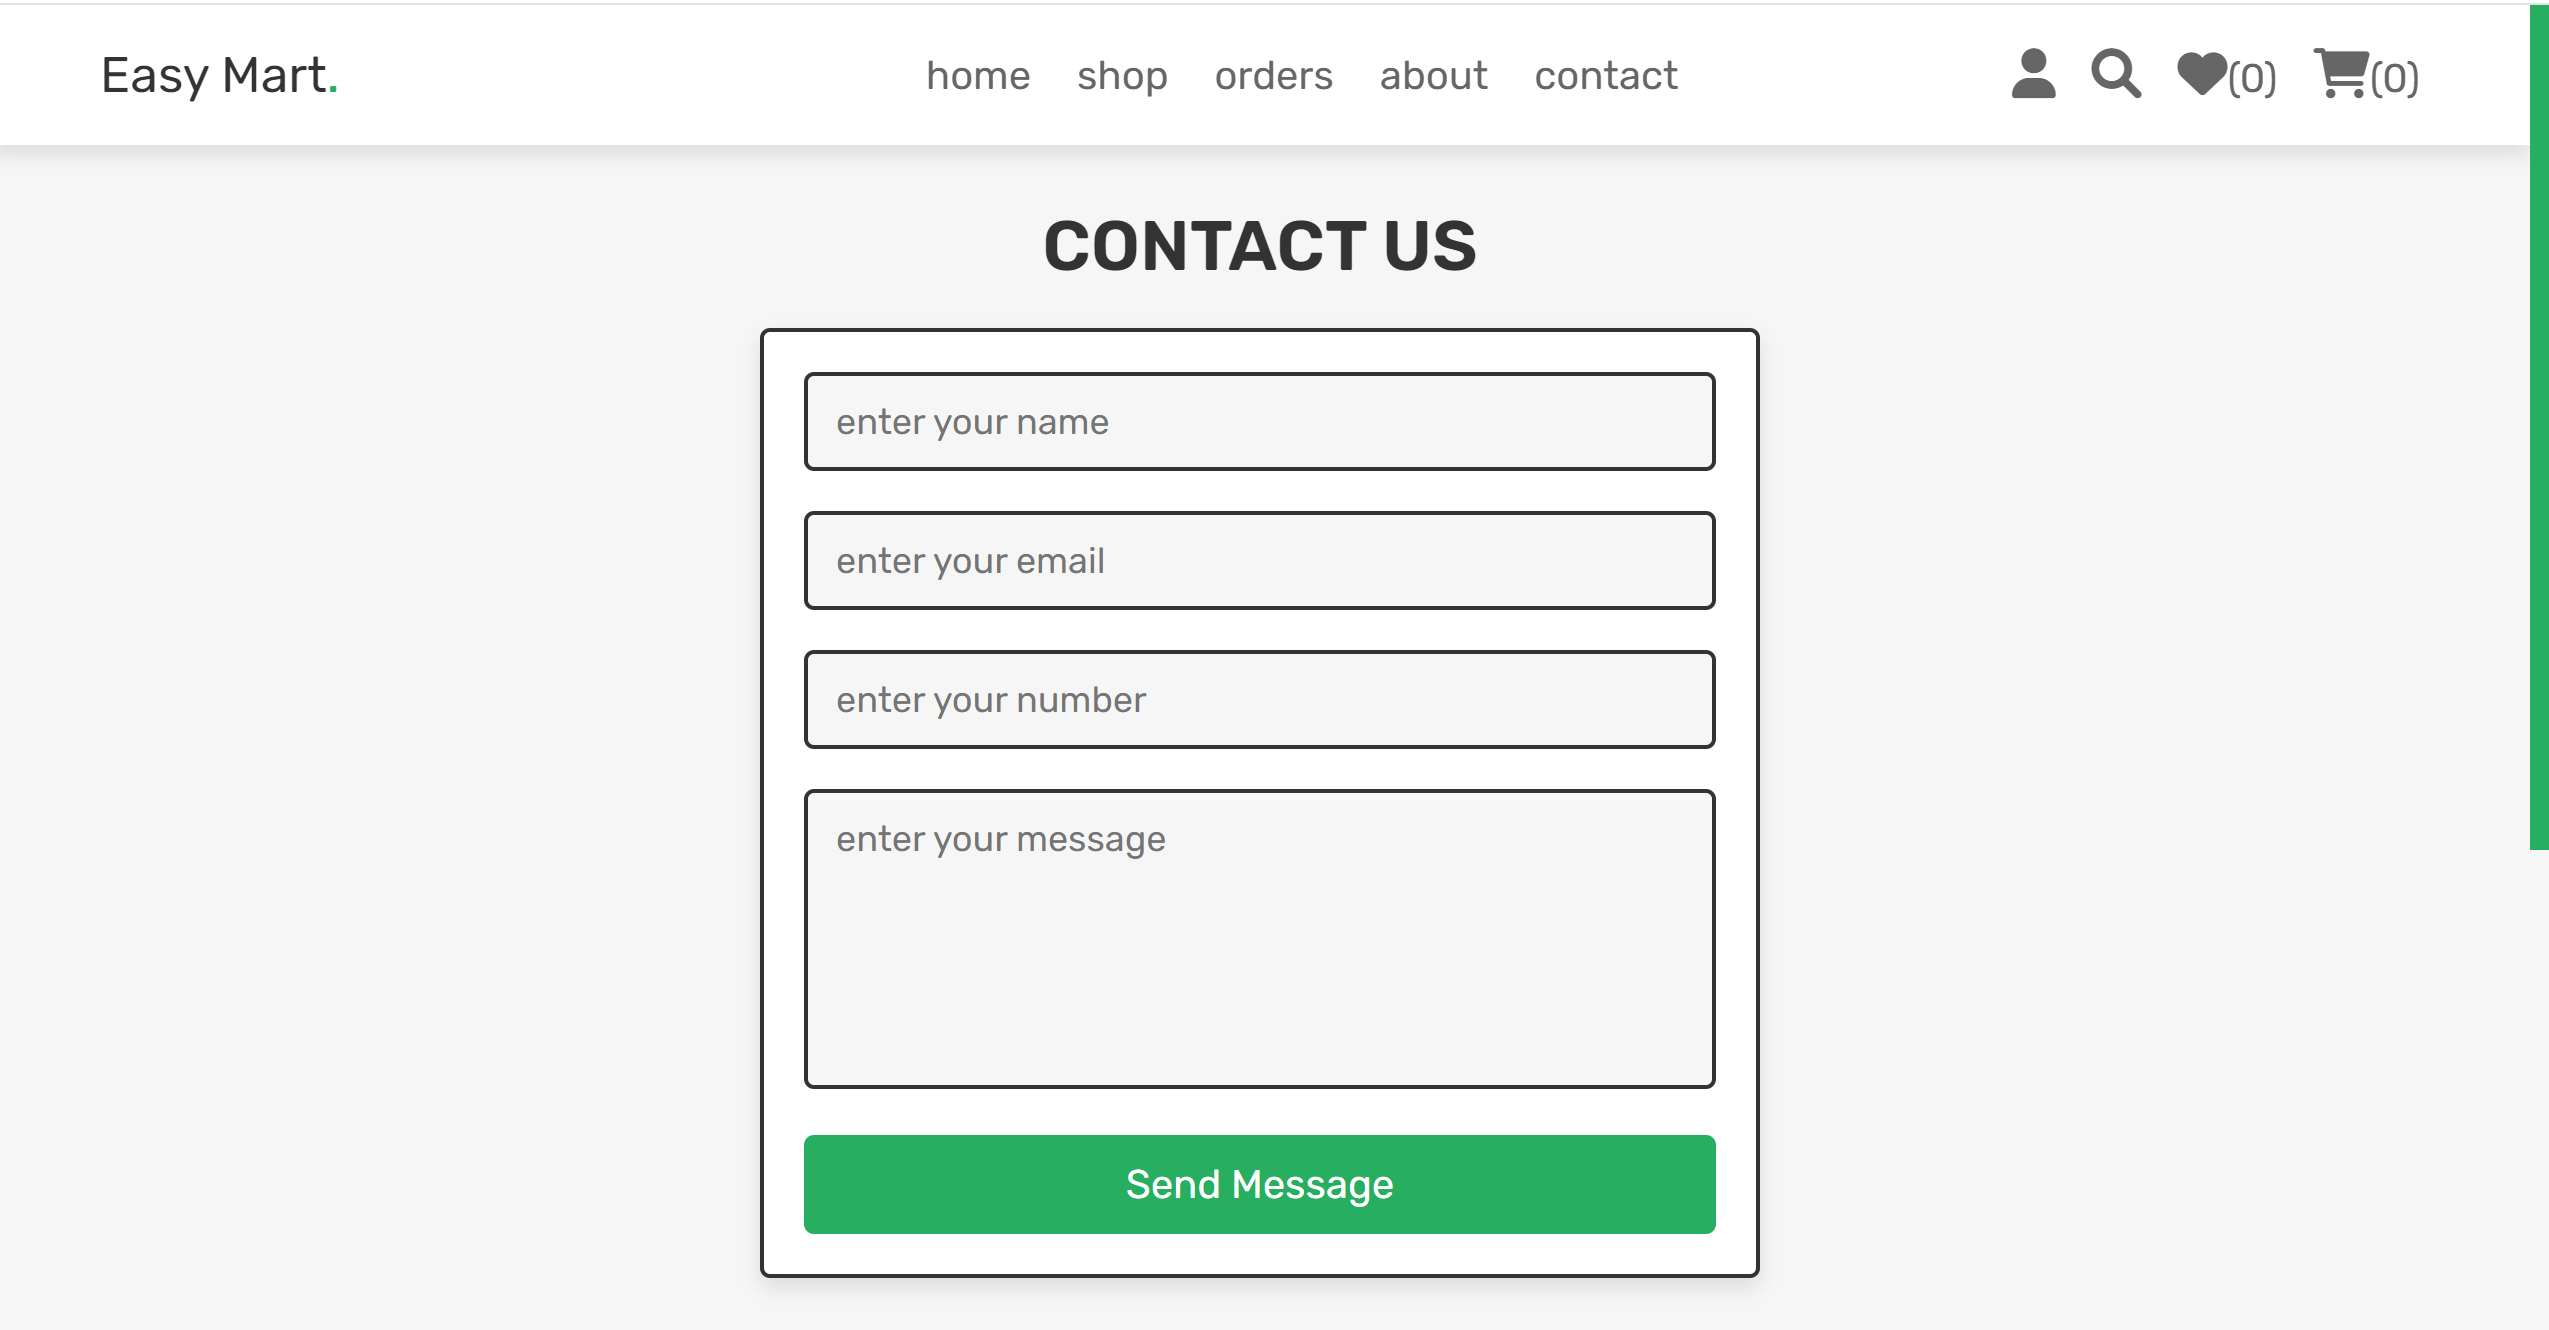 Easy Mart.
home shop orders about contact
(0) (0)
CONTACT US
enter your name
enter your email
enter your number
enter your message
Send Message